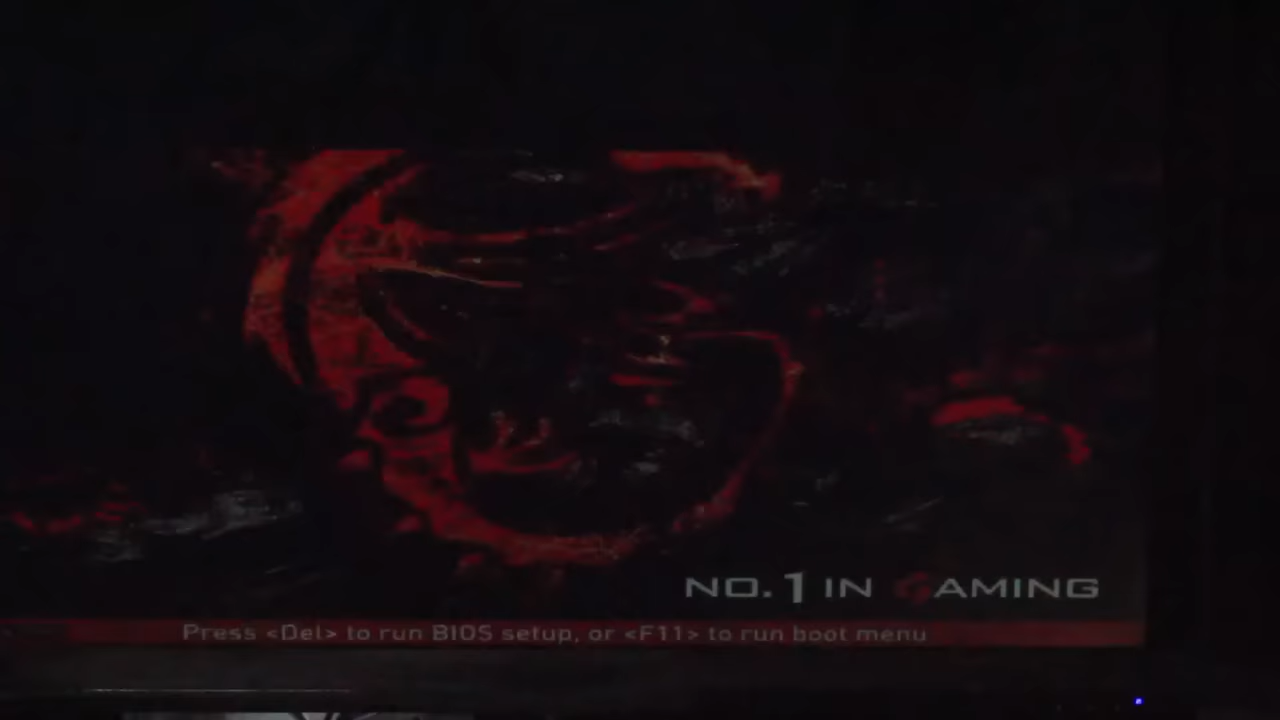 NO. 1 IN GAMING
Press <Del> to run BIOS setup, or <F11> to run boot menu